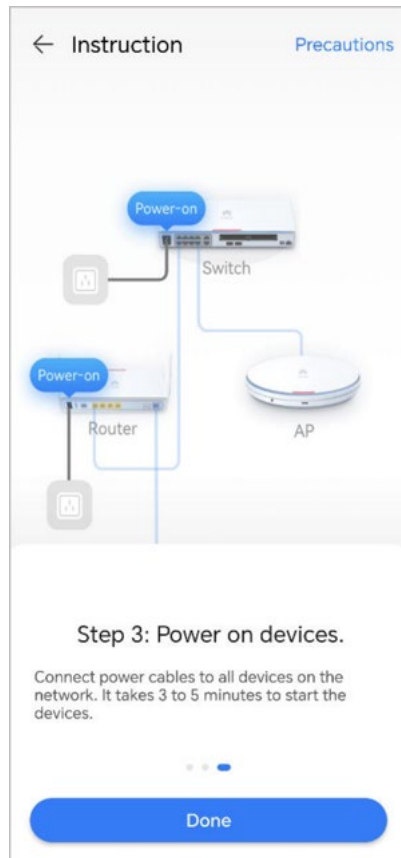 Instruction
Precautions
Power-on
Switch
Power-on
Router
AP
Step 3: Power on devices.
Connect power cables to all devices on the
network. It takes 3 to 5 minutes to start the
devices.
Done